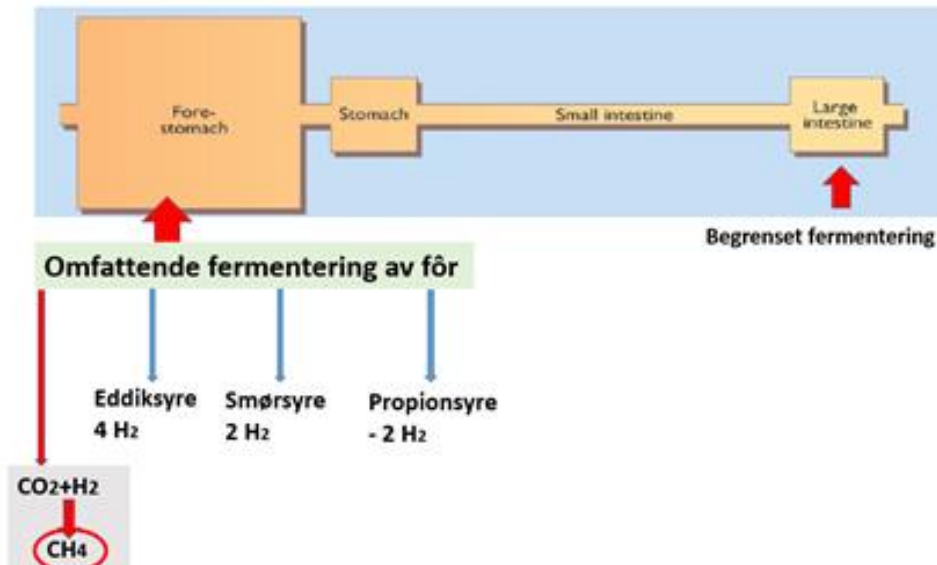 Fore-
stomach
Stomach
Small intestine
Large
intestine
Begrenset fermentering
Omfattende fermentering av fôr
Eddiksyre
4 H2
Smørsyre
2 H2
Propionsyre
- 2 H2
CO2+H2
CH4